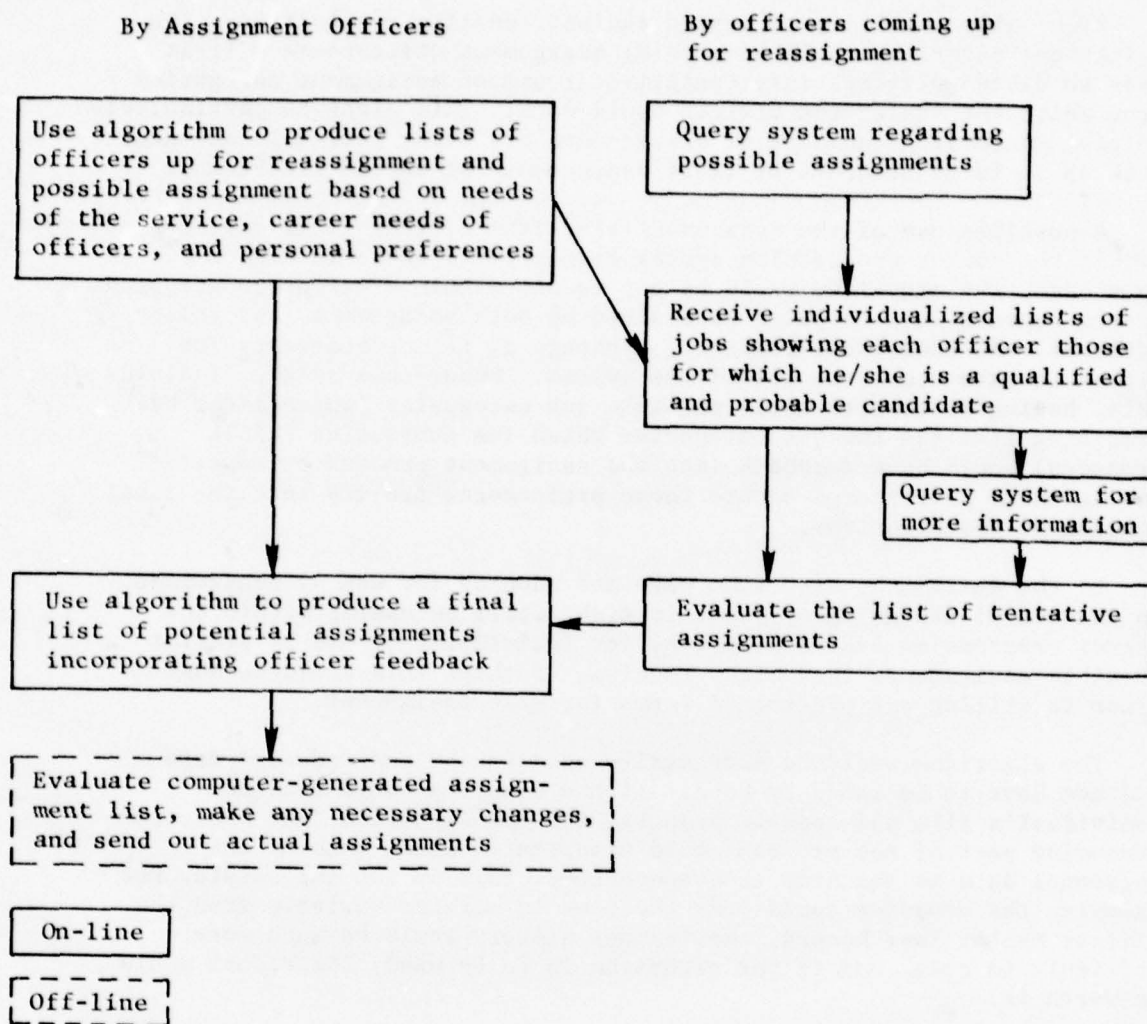 By Assignment Officers
By officers coming up
for reassignment
Use algorithm to produce lists of
officers up for reassignment and
possible assignment based on needs
of the service, career needs of
officers, and personal preferences
Query system regarding
possible assignments
Receive individualized lists of
jobs showing each officer those
for which he/she is a qualified
and probable candidate
Query system for
more information
Use algorithm to produce a final
list of potential assignments
incorporating officer feedback
Evaluate the list of tentative
assignments
Evaluate computer-generated assign-
ment list, make any necessary changes,
and send out actual assignments
On-line
Off-line